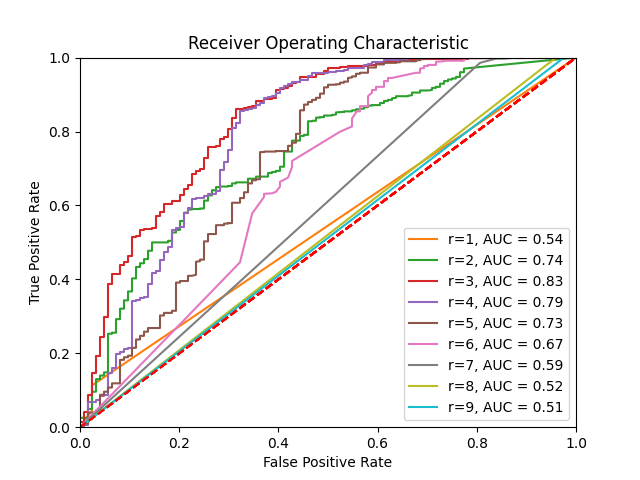 Receiver Operating Characteristic
True Positive Rate
1.0
0.8
0.6
0.4
0.2
0.0
r=1, AUC = 0.54
r=2, AUC = 0.74
r=3, AUC = 0.83
r=4, AUC = 0.79
r=5, AUC = 0.73
r=6, AUC = 0.67
r=7, AUC = 0.59
r=8, AUC = 0.52
r=9, AUC = 0.51
0.0 0.2 0.4 0.6 0.8 1.0
False Positive Rate